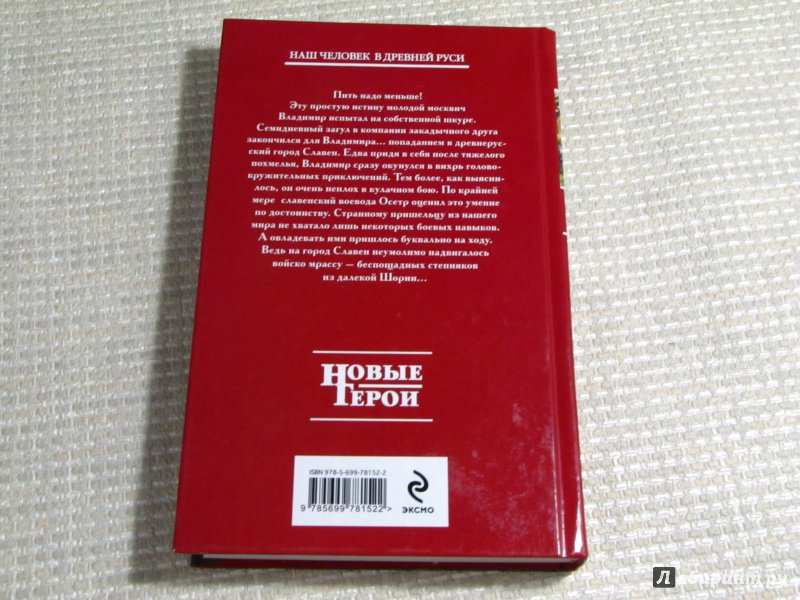 НАШ ЧЕЛОВЕК В ДРЕВНЕЙ РУСИ
Пить надо меньше!
Эту простую истину молодой москвич
Владимир испытал на собственной шкуре.
Семидневный загул в компании закадычного друга
закончился для Владимира... попаданием в древнерус-
ский город Славен. Едва придя в себя после тяжелого
похмелья, Владимир сразу окунулся в вихрь голово-
кружительных приключений. Тем более, как выясни-
лось, он очень неплох в кулачном бою. По крайней
мере славенский воевода Осетр оценил это умение
по достоинству. Странному пришельцу из нашего
мира не хватало лишь некоторых боевых навыков.
А овладевать ими пришлось буквально на ходу.
Ведь на город Славен неумолимо надвигалось
войско мрассу — беспощадных степняков
из далекой Шории...
НОВЫЕ
ГЕРОИ
ISBN 978-5-699-78152-2
9 785699 781522 >
ЭКСМО
Лабиринт.ру